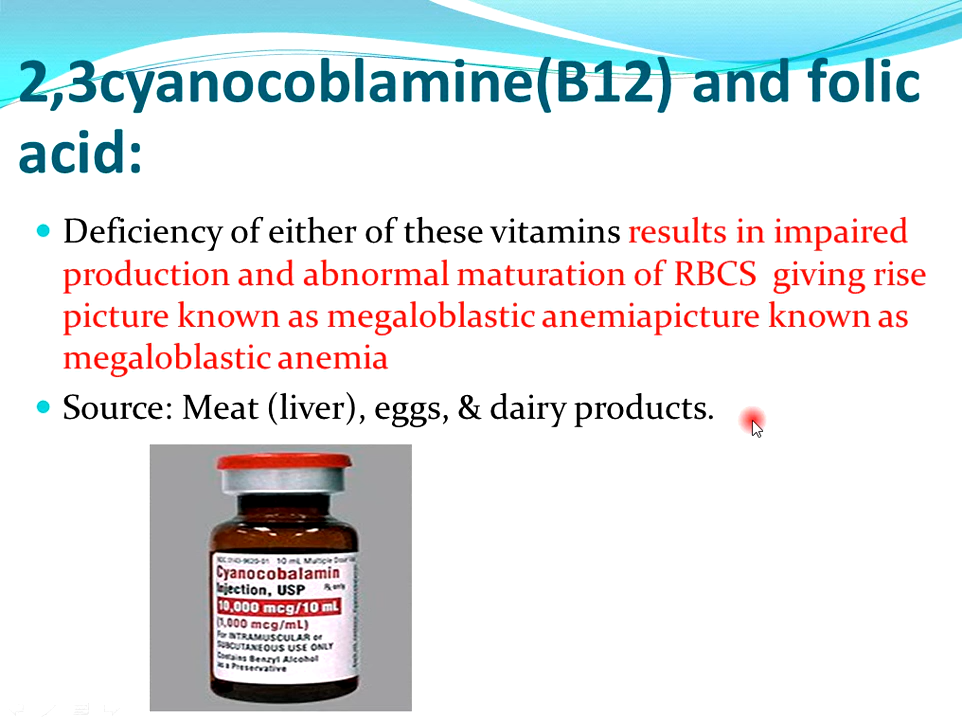 2,3cyanocoblamine(B12) and folic
acid:
Deficiency of either of these vitamins results in impaired
production and abnormal maturation of RBCS giving rise
picture known as megaloblastic anemiapicture known as
megaloblastic anemia
Source: Meat (liver), eggs, & dairy products.
10 mL Multiple Dose
Cyanocobalamin
Injection, USP
Rx only
10,000 mcg/10 mL
(1,000 mcg/mL)
For INTRAMUSCULAR or
SUBCUTANEOUS USE ONLY
Contains Benzyl Alcohol
as a Preservative